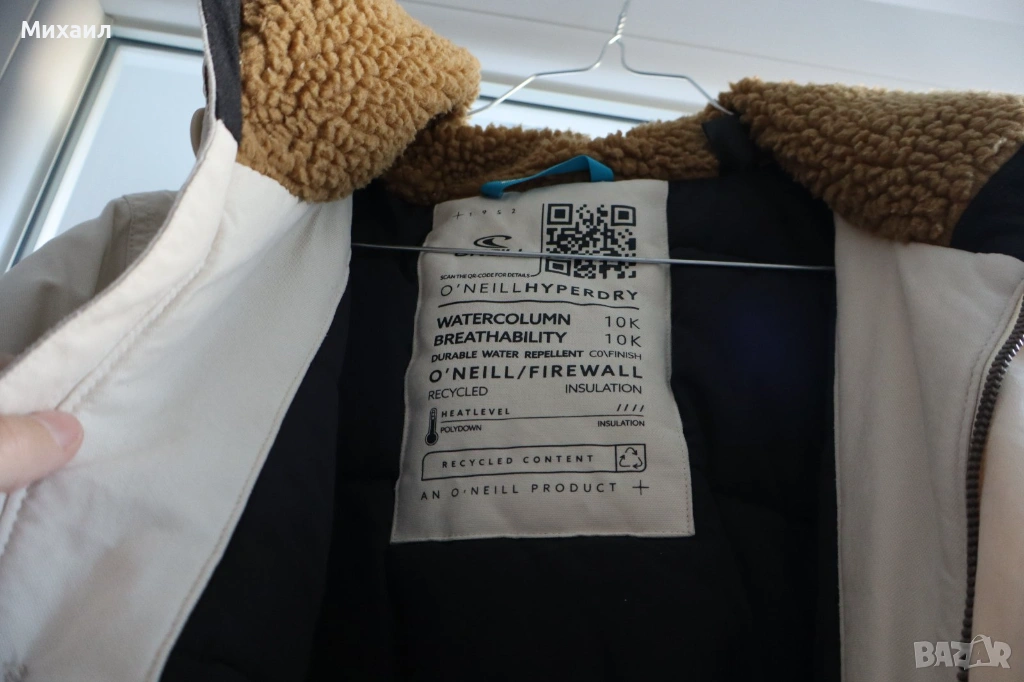 Михаил
+1952
O'NEILL
SCAN THE QR-CODE FOR DETAILS
O'NEILLHYPERDRY
WATERCOLUMN 10K
BREATHABILITY 10K
DURABLE WATER REPELLENT C0\FINISH
O'NEILL/FIREWALL
RECYCLED INSULATION
HEATLEVEL ////
POLYDOWN INSULATION
RECYCLED CONTENT
AN O'NEILL PRODUCT +
BAZAR